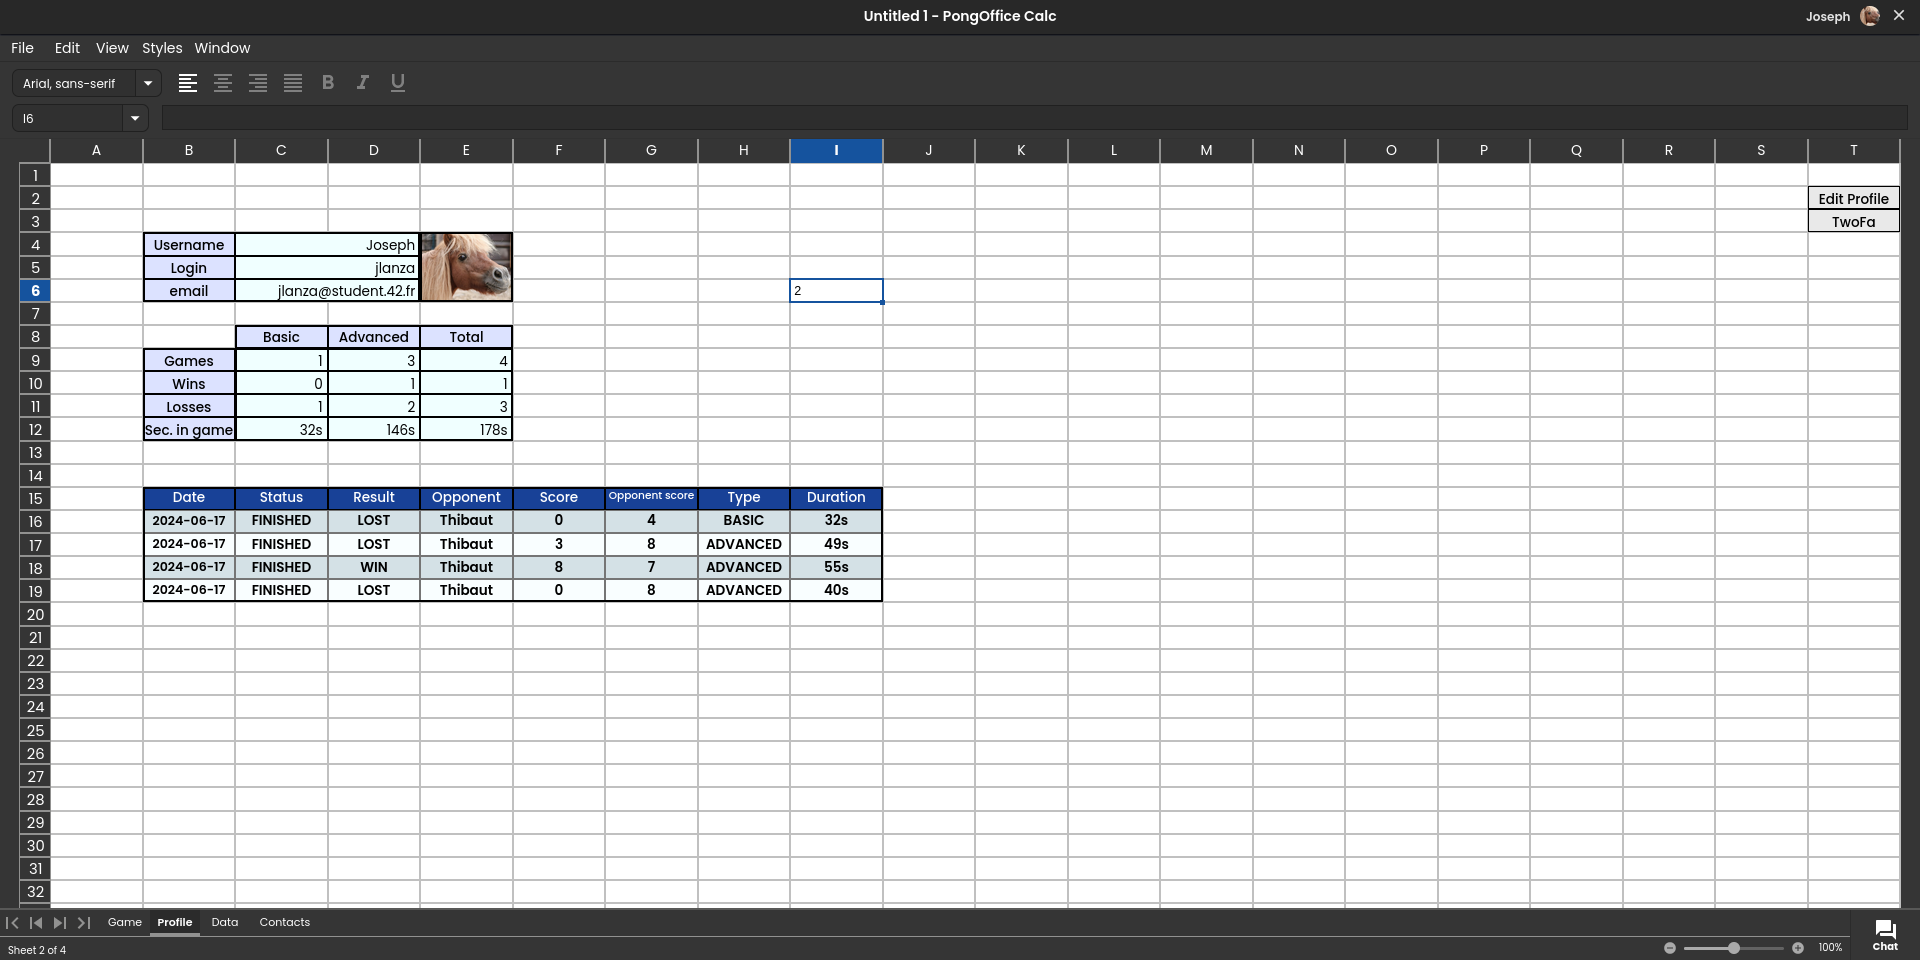 Untitled 1 - PongOffice Calc
Joseph
File Edit View Styles Window
Arial, sans-serif
B I U
I6
A B C D E F G H I J K L M N O P Q R S T
1
2 Edit Profile
3 TwoFa
4 Username Joseph
5 Login jlanza
6 email jlanza@student.42.fr 2
7
8 Basic Advanced Total
9 Games 1 3 4
10 Wins 0 1 1
11 Losses 1 2 3
12 Sec. in game 32s 146s 178s
13
14
15 Date Status Result Opponent Score Opponent score Type Duration
16 2024-06-17 FINISHED LOST Thibaut 0 4 BASIC 32s
17 2024-06-17 FINISHED LOST Thibaut 3 8 ADVANCED 49s
18 2024-06-17 FINISHED WIN Thibaut 8 7 ADVANCED 55s
19 2024-06-17 FINISHED LOST Thibaut 0 8 ADVANCED 40s
20
21
22
23
24
25
26
27
28
29
30
31
32
Game Profile Data Contacts
Sheet 2 of 4
100%
Chat